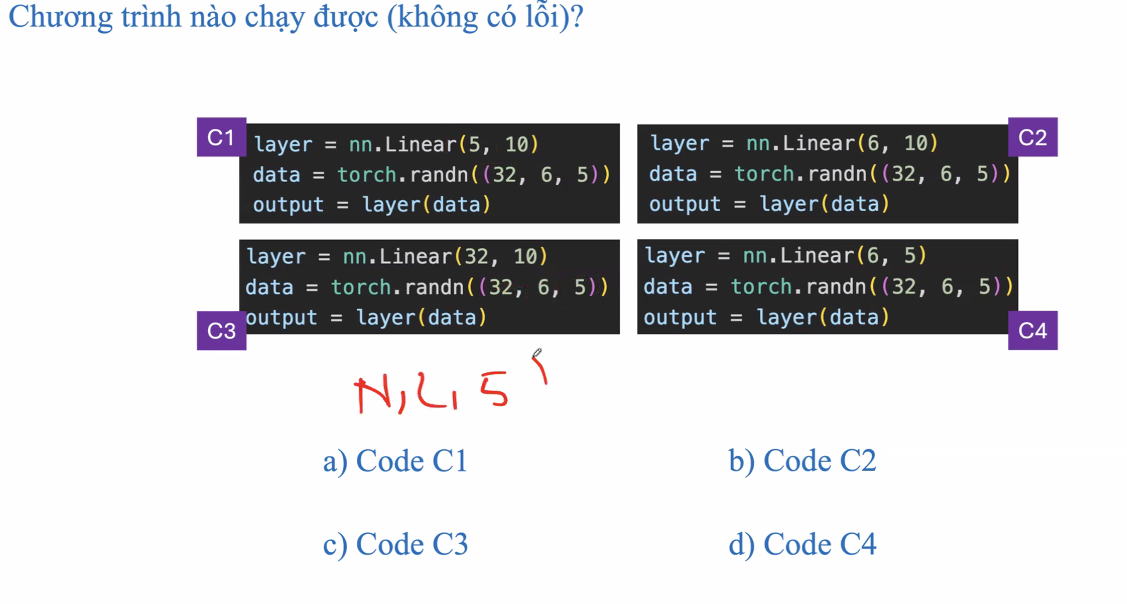 Chương trình nào chạy được (không có lỗi)?
C1
layer = nn.Linear(5, 10)
data = torch.randn((32, 6, 5))
output = layer(data)
C2
layer = nn.Linear(6, 10)
data = torch.randn((32, 6, 5))
output = layer(data)
C3
layer = nn.Linear(32, 10)
data = torch.randn((32, 6, 5))
output = layer(data)
C4
layer = nn.Linear(6, 5)
data = torch.randn((32, 6, 5))
output = layer(data)
N, L, 5
a) Code C1
b) Code C2
c) Code C3
d) Code C4